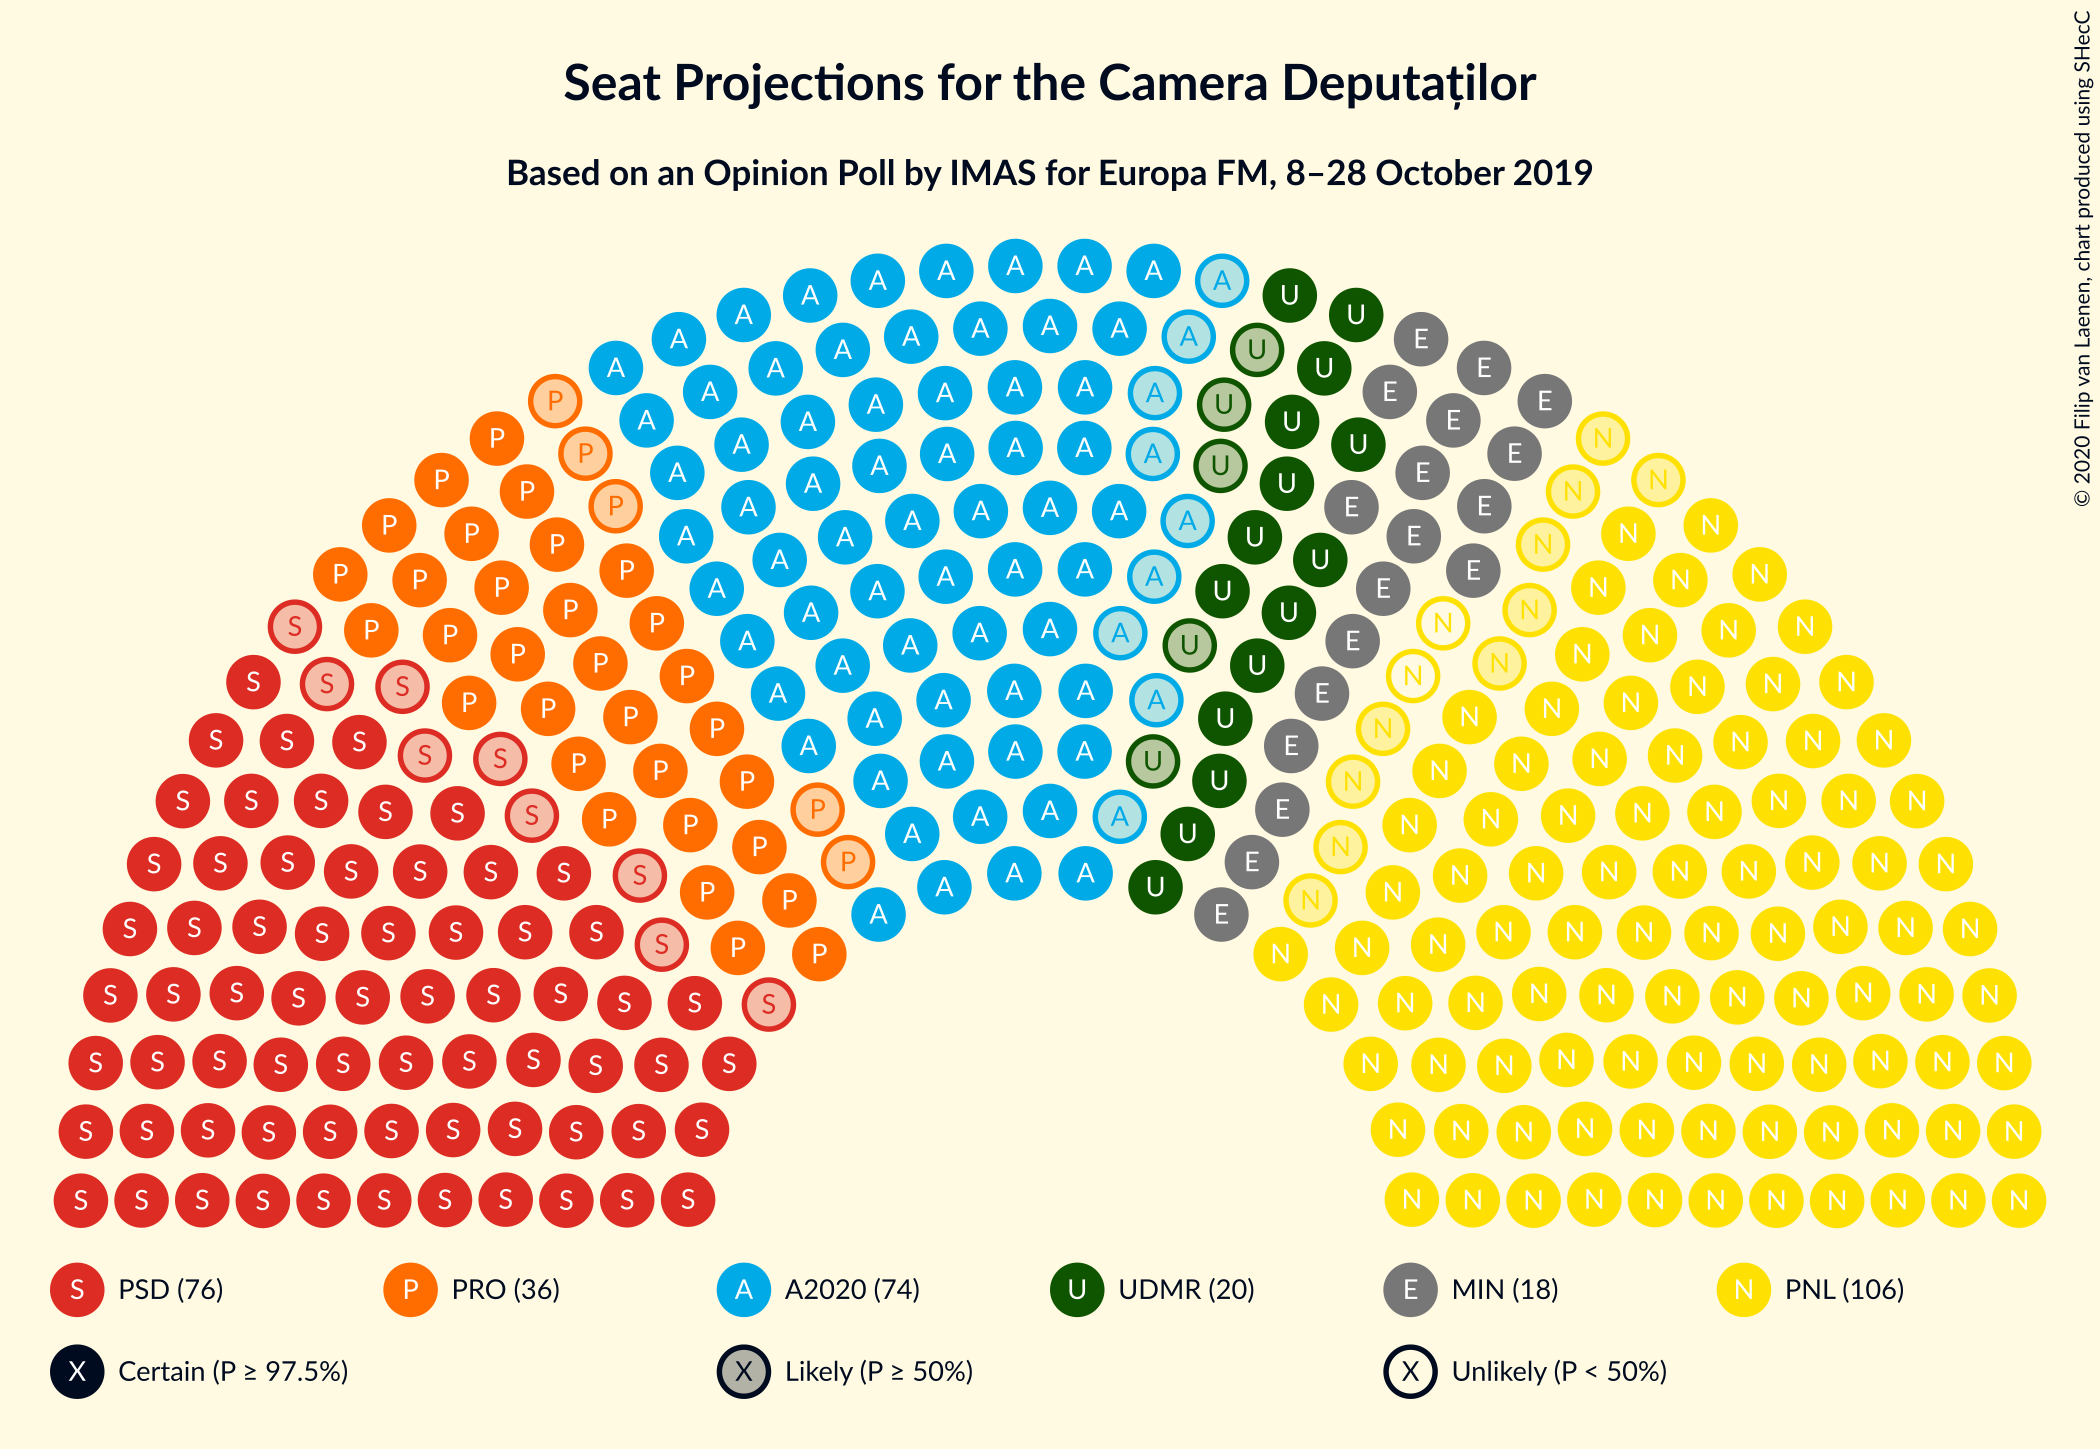 Seat Projections for the Camera Deputaților
Based on an Opinion Poll by IMAS for Europa FM, 8–28 October 2019
© 2020 Filip van Laenen, chart produced using SHecC
S PSD (76) P PRO (36) A A2020 (74) U UDMR (20) E MIN (18) N PNL (106)
X Certain (P ≥ 97.5%) X Likely (P ≥ 50%) X Unlikely (P < 50%)